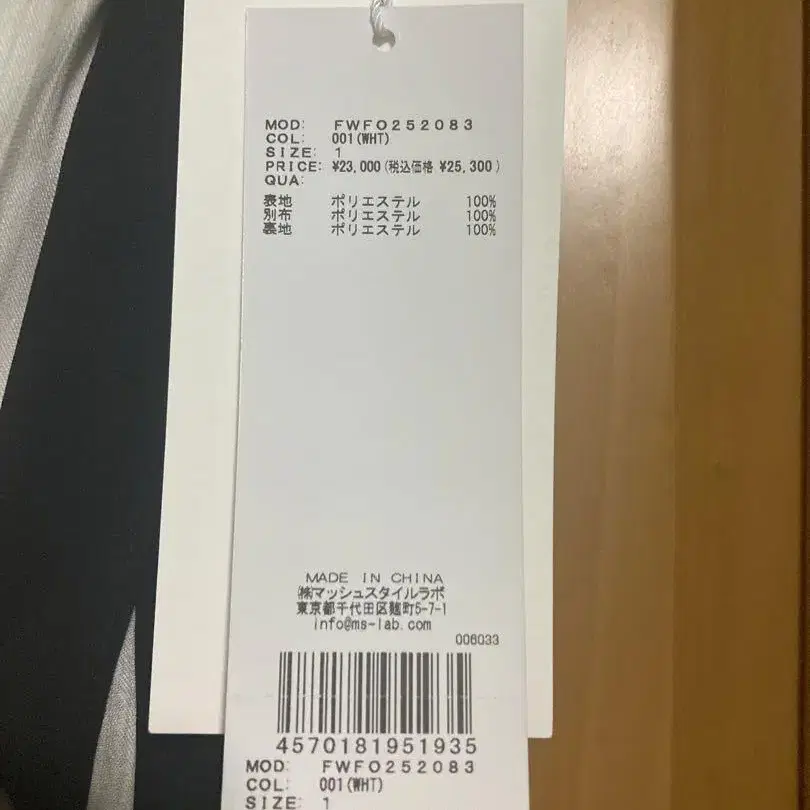 MOD: FWFO252083
COL: 001(WHT)
SIZE: 1
PRICE: ¥23,000(税込価格 ¥25,300)
QUA:
表地 ポリエステル 100%
別布 ポリエステル 100%
裏地 ポリエステル 100%
MADE IN CHINA
㈱マッシュスタイルラボ
東京都千代田区麹町5-7-1
info@ms-lab.com
006033
4570181951935
MOD: FWFO252083
COL: 001(WHT)
SIZE: 1